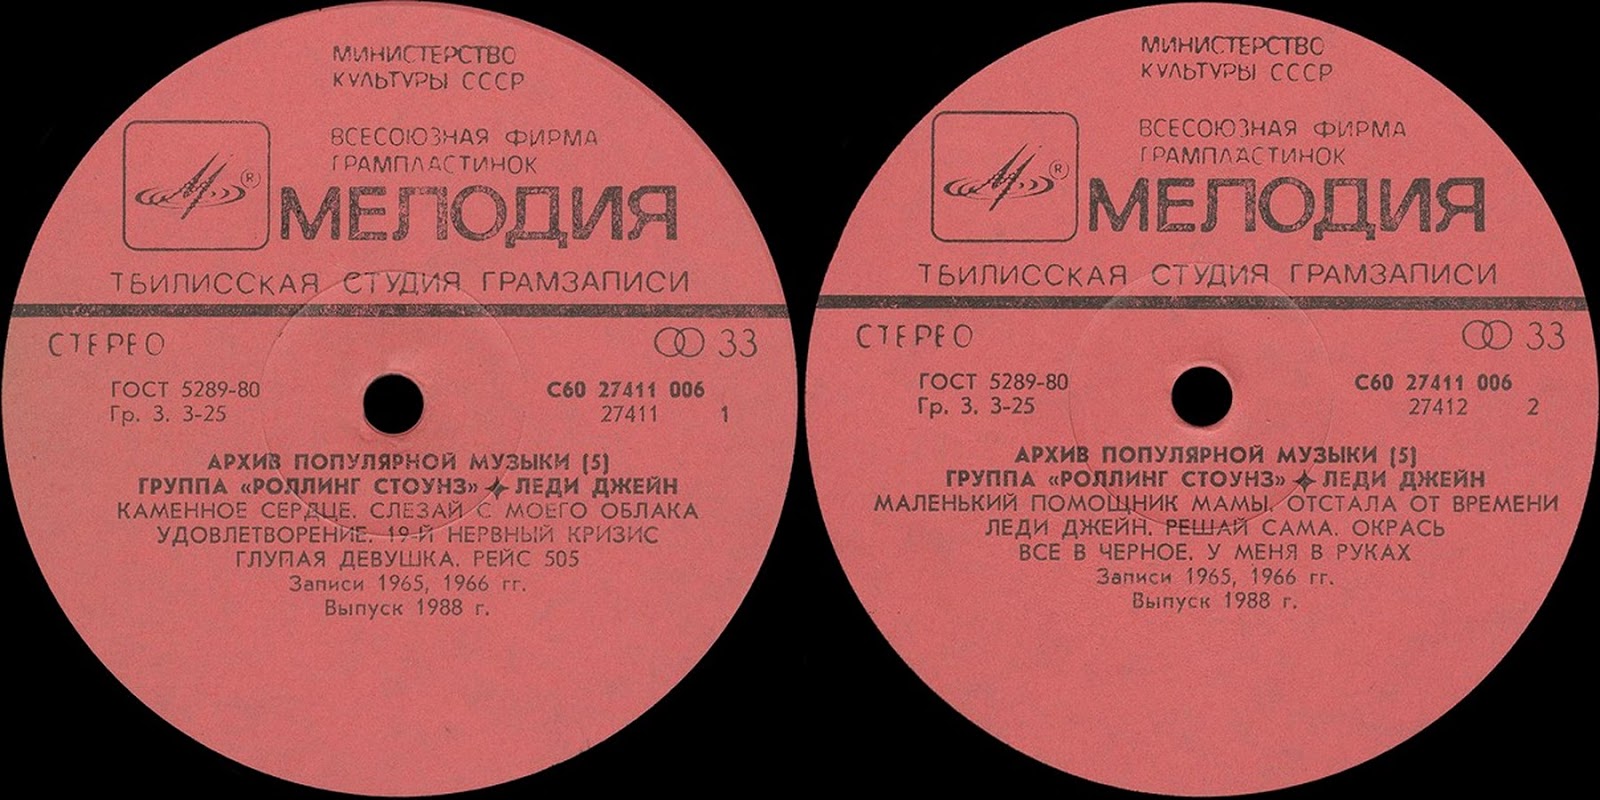 МИНИСТЕРСТВО
КУЛЬТУРЫ СССР
ВСЕСОЮЗНАЯ ФИРМА
ГРАМПЛАСТИНОК
®
МЕЛОДИЯ
ТБИЛИССКАЯ СТУДИЯ ГРАМЗАПИСИ
СТЕРЕО
33
ГОСТ 5289-80
С60 27411 006
Гр. 3. 3-25
27411 1
АРХИВ ПОПУЛЯРНОЙ МУЗЫКИ (5)
ГРУППА «РОЛЛИНГ СТОУНЗ» ✦ ЛЕДИ ДЖЕЙН
КАМЕННОЕ СЕРДЦЕ. СЛЕЗАЙ С МОЕГО ОБЛАКА
УДОВЛЕТВОРЕНИЕ. 19-Й НЕРВНЫЙ КРИЗИС
ГЛУПАЯ ДЕВУШКА. РЕЙС 505
Записи 1965, 1966 гг.
Выпуск 1988 г.
МИНИСТЕРСТВО
КУЛЬТУРЫ СССР
ВСЕСОЮЗНАЯ ФИРМА
ГРАМПЛАСТИНОК
®
МЕЛОДИЯ
ТБИЛИССКАЯ СТУДИЯ ГРАМЗАПИСИ
СТЕРЕО
33
ГОСТ 5289-80
С60 27411 006
Гр. 3. 3-25
27412 2
АРХИВ ПОПУЛЯРНОЙ МУЗЫКИ (5)
ГРУППА «РОЛЛИНГ СТОУНЗ» ✦ ЛЕДИ ДЖЕЙН
МАЛЕНЬКИЙ ПОМОЩНИК МАМЫ. ОТСТАЛА ОТ ВРЕМЕНИ
ЛЕДИ ДЖЕЙН. РЕШАЙ САМА. ОКРАСЬ
ВСЕ В ЧЕРНОЕ. У МЕНЯ В РУКАХ
Записи 1965, 1966 гг.
Выпуск 1988 г.